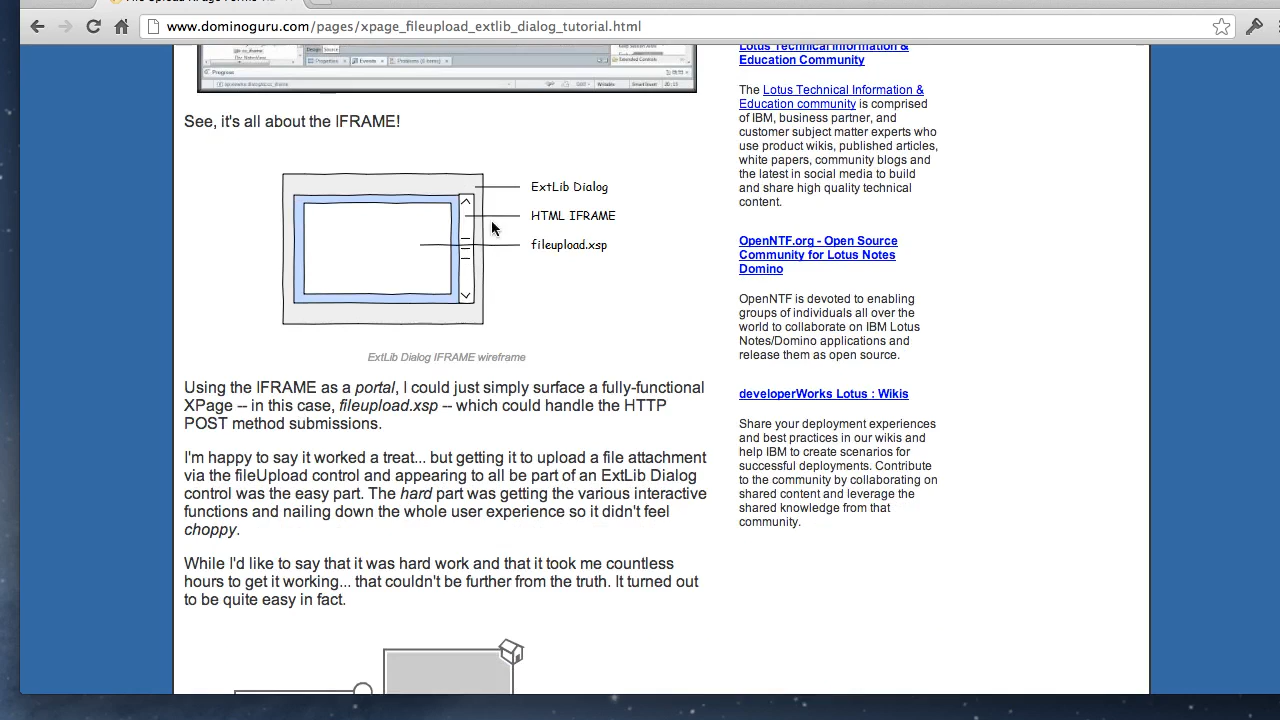 www.dominoguru.com/pages/xpage_fileupload_extlib_dialog_tutorial.html
Design Source
Properties Events Problems (0 items)
Progress
See, it's all about the IFRAME!
ExtLib Dialog
HTML IFRAME
fileupload.xsp
ExtLib Dialog IFRAME wireframe
Using the IFRAME as a portal, I could just simply surface a fully-functional
XPage -- in this case, fileupload.xsp -- which could handle the HTTP
POST method submissions.
I'm happy to say it worked a treat... but getting it to upload a file attachment
via the fileUpload control and appearing to all be part of an ExtLib Dialog
control was the easy part. The hard part was getting the various interactive
functions and nailing down the whole user experience so it didn't feel
choppy.
While I'd like to say that it was hard work and that it took me countless
hours to get it working... that couldn't be further from the truth. It turned out
to be quite easy in fact.
Lotus Technical Information &
Education Community
The Lotus Technical Information &
Education community is comprised
of IBM, business partner, and
customer subject matter experts who
use product wikis, published articles,
white papers, community blogs and
the latest in social media to build
and share high quality technical
content.
OpenNTF.org - Open Source
Community for Lotus Notes
Domino
OpenNTF is devoted to enabling
groups of individuals all over the
world to collaborate on IBM Lotus
Notes/Domino applications and
release them as open source.
developerWorks Lotus : Wikis
Share your deployment experiences
and best practices in our wikis and
help IBM to create scenarios for
successful deployments. Contribute
to the community by collaborating on
shared content and leverage the
shared knowledge from that
community.